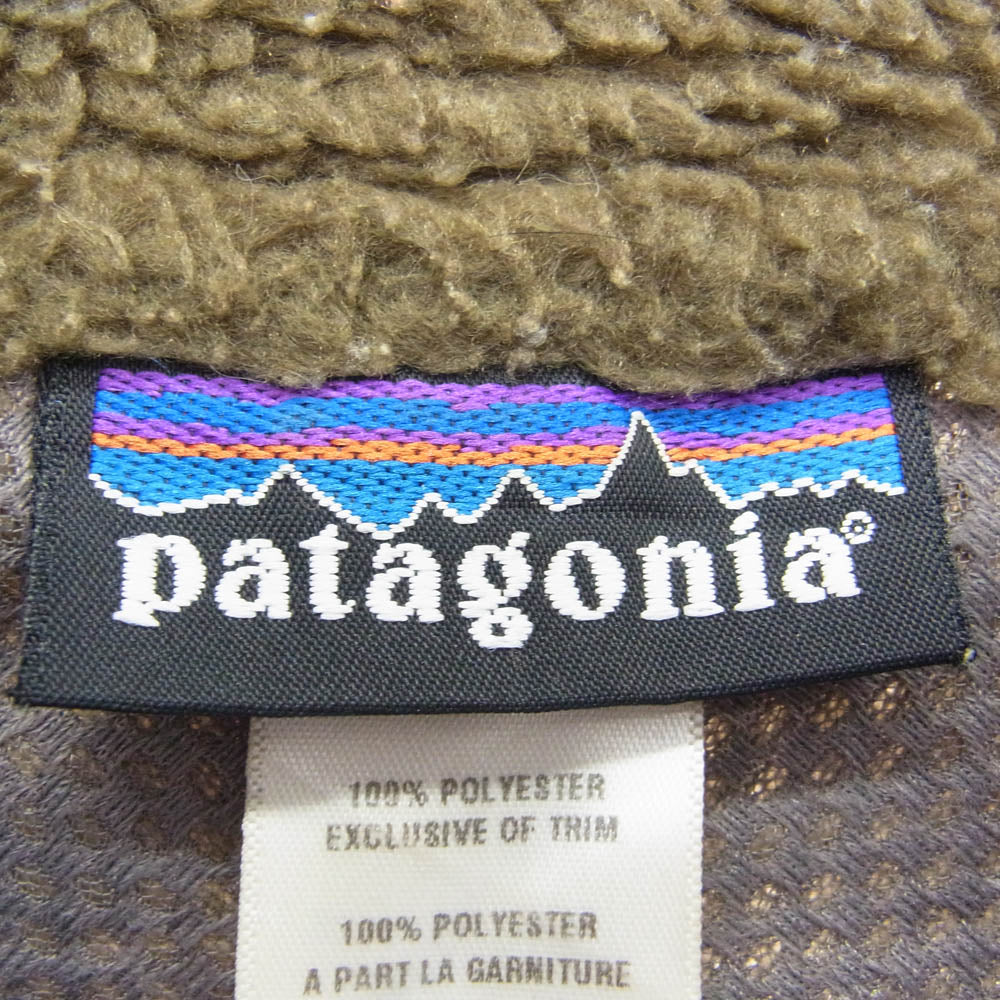 patagonia®
100% POLYESTER
EXCLUSIVE OF TRIM
100% POLYESTER
A PART LA GARNITURE